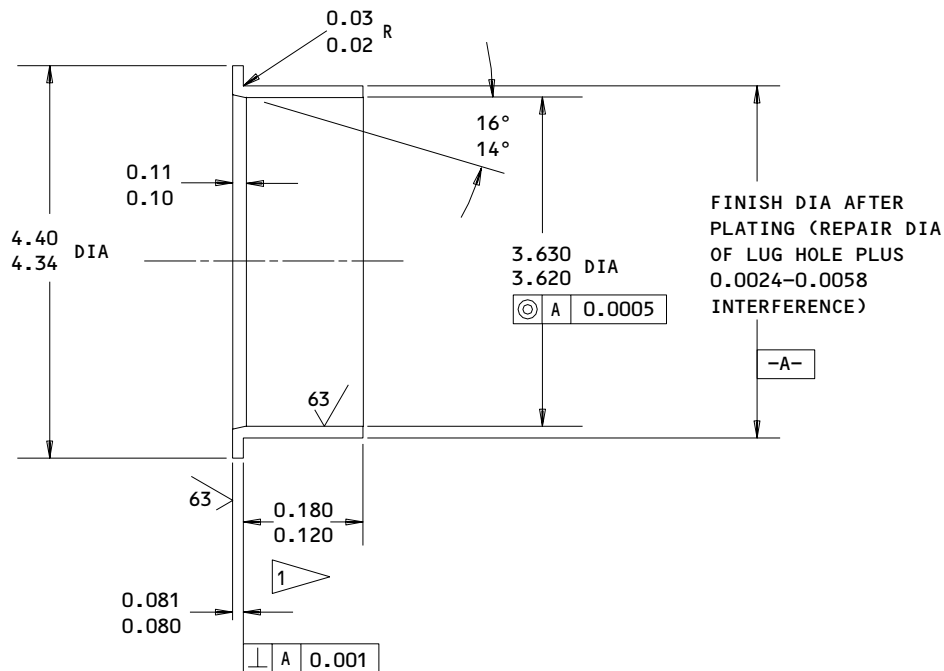 0.03
0.02 R
16°
14°
0.11
0.10
4.40
4.34 DIA
3.630
3.620 DIA
◎ A 0.0005
FINISH DIA AFTER
PLATING (REPAIR DIA
OF LUG HOLE PLUS
0.0024-0.0058
INTERFERENCE)
-A-
63
63
0.180
0.120
1
0.081
0.080
⊥ A 0.001